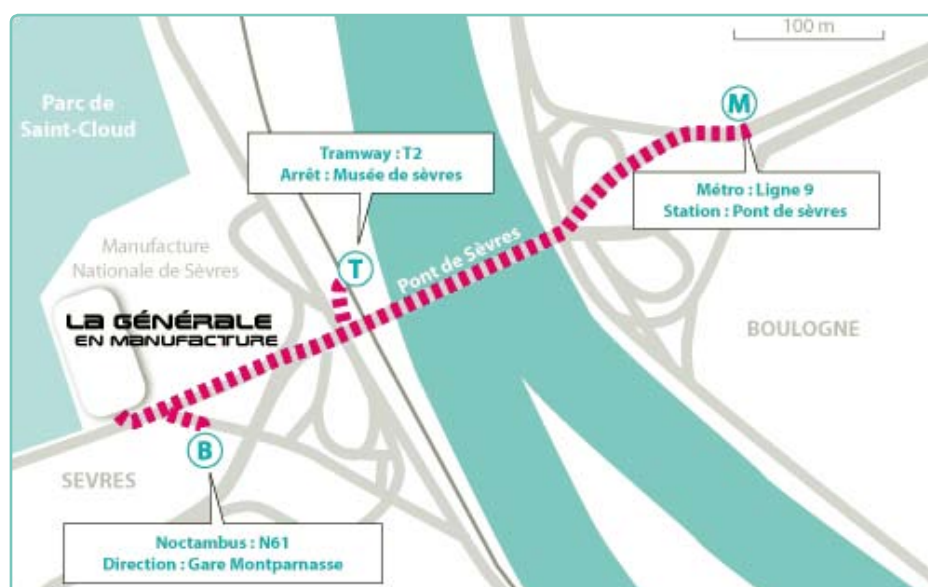 100 m
Parc de
Saint-Cloud
M
Tramway : T2
Arrêt : Musée de sèvres
Métro : Ligne 9
Station : Pont de sèvres
Manufacture
Nationale de Sèvres
T
Pont de Sèvres
LA GÉNÉRALE
EN MANUFACTURE
BOULOGNE
B
SEVRES
Noctambus : N61
Direction : Gare Montparnasse